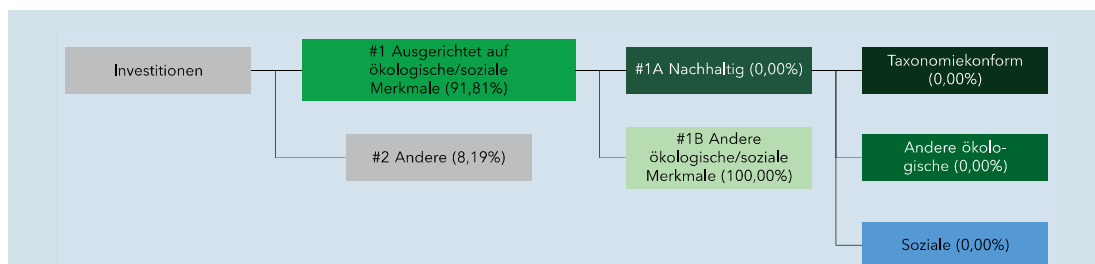 Investitionen
#1 Ausgerichtet auf
ökologische/soziale
Merkmale (91,81%)
#1A Nachhaltig (0,00%)
Taxonomiekonform
(0,00%)
#2 Andere (8,19%)
#1B Andere
ökologische/soziale
Merkmale (100,00%)
Andere ökolo-
gische (0,00%)
Soziale (0,00%)